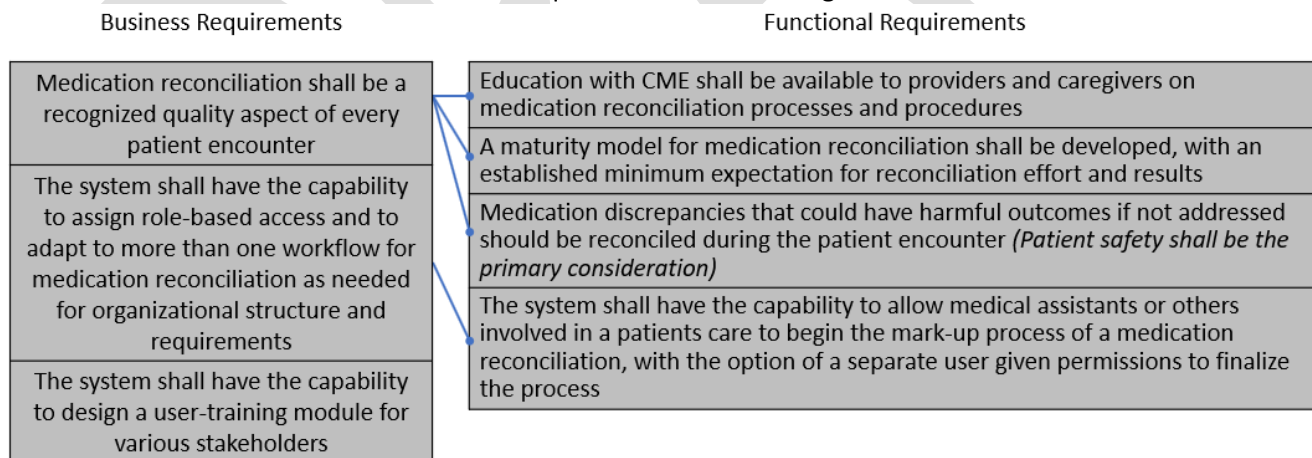 Business Requirements
Functional Requirements
Medication reconciliation shall be a
recognized quality aspect of every
patient encounter
The system shall have the capability
to assign role-based access and to
adapt to more than one workflow for
medication reconciliation as needed
for organizational structure and
requirements
The system shall have the capability
to design a user-training module for
various stakeholders
Education with CME shall be available to providers and caregivers on
medication reconciliation processes and procedures
A maturity model for medication reconciliation shall be developed, with an
established minimum expectation for reconciliation effort and results
Medication discrepancies that could have harmful outcomes if not addressed
should be reconciled during the patient encounter (Patient safety shall be the
primary consideration)
The system shall have the capability to allow medical assistants or others
involved in a patients care to begin the mark-up process of a medication
reconciliation, with the option of a separate user given permissions to finalize
the process